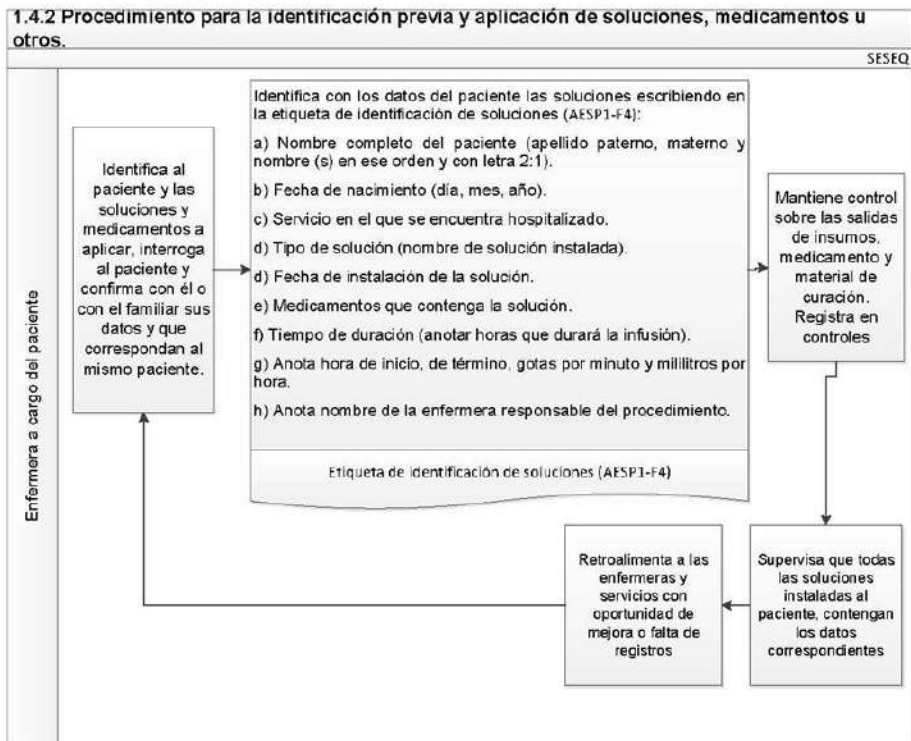 1.4.2 Procedimiento para la identificación previa y aplicación de soluciones, medicamentos u
otros.
SESEQ
Enfermera a cargo del paciente
Identifica al
paciente y las
soluciones y
medicamentos a
aplicar, interroga
al paciente y
confirma con él o
con el familiar sus
datos y que
correspondan al
mismo paciente.
Identifica con los datos del paciente las soluciones escribiendo en
la etiqueta de identificación de soluciones (AESP1-F4):
a) Nombre completo del paciente (apellido paterno, materno y
nombre (s) en ese orden y con letra 2:1).
b) Fecha de nacimiento (día, mes, año).
c) Servicio en el que se encuentra hospitalizado.
d) Tipo de solución (nombre de solución instalada).
d) Fecha de instalación de la solución.
e) Medicamentos que contenga la solución.
f) Tiempo de duración (anotar horas que durará la infusión).
g) Anota hora de inicio, de término, gotas por minuto y mililitros por
hora.
h) Anota nombre de la enfermera responsable del procedimiento.
Etiqueta de identificación de soluciones (AESP1-F4)
Mantiene control
sobre las salidas
de insumos,
medicamento y
material de
curación.
Registra en
controles
Supervisa que todas
las soluciones
instaladas al
paciente, contengan
los datos
correspondientes
Retroalimenta a las
enfermeras y
servicios con
oportunidad de
mejora o falta de
registros